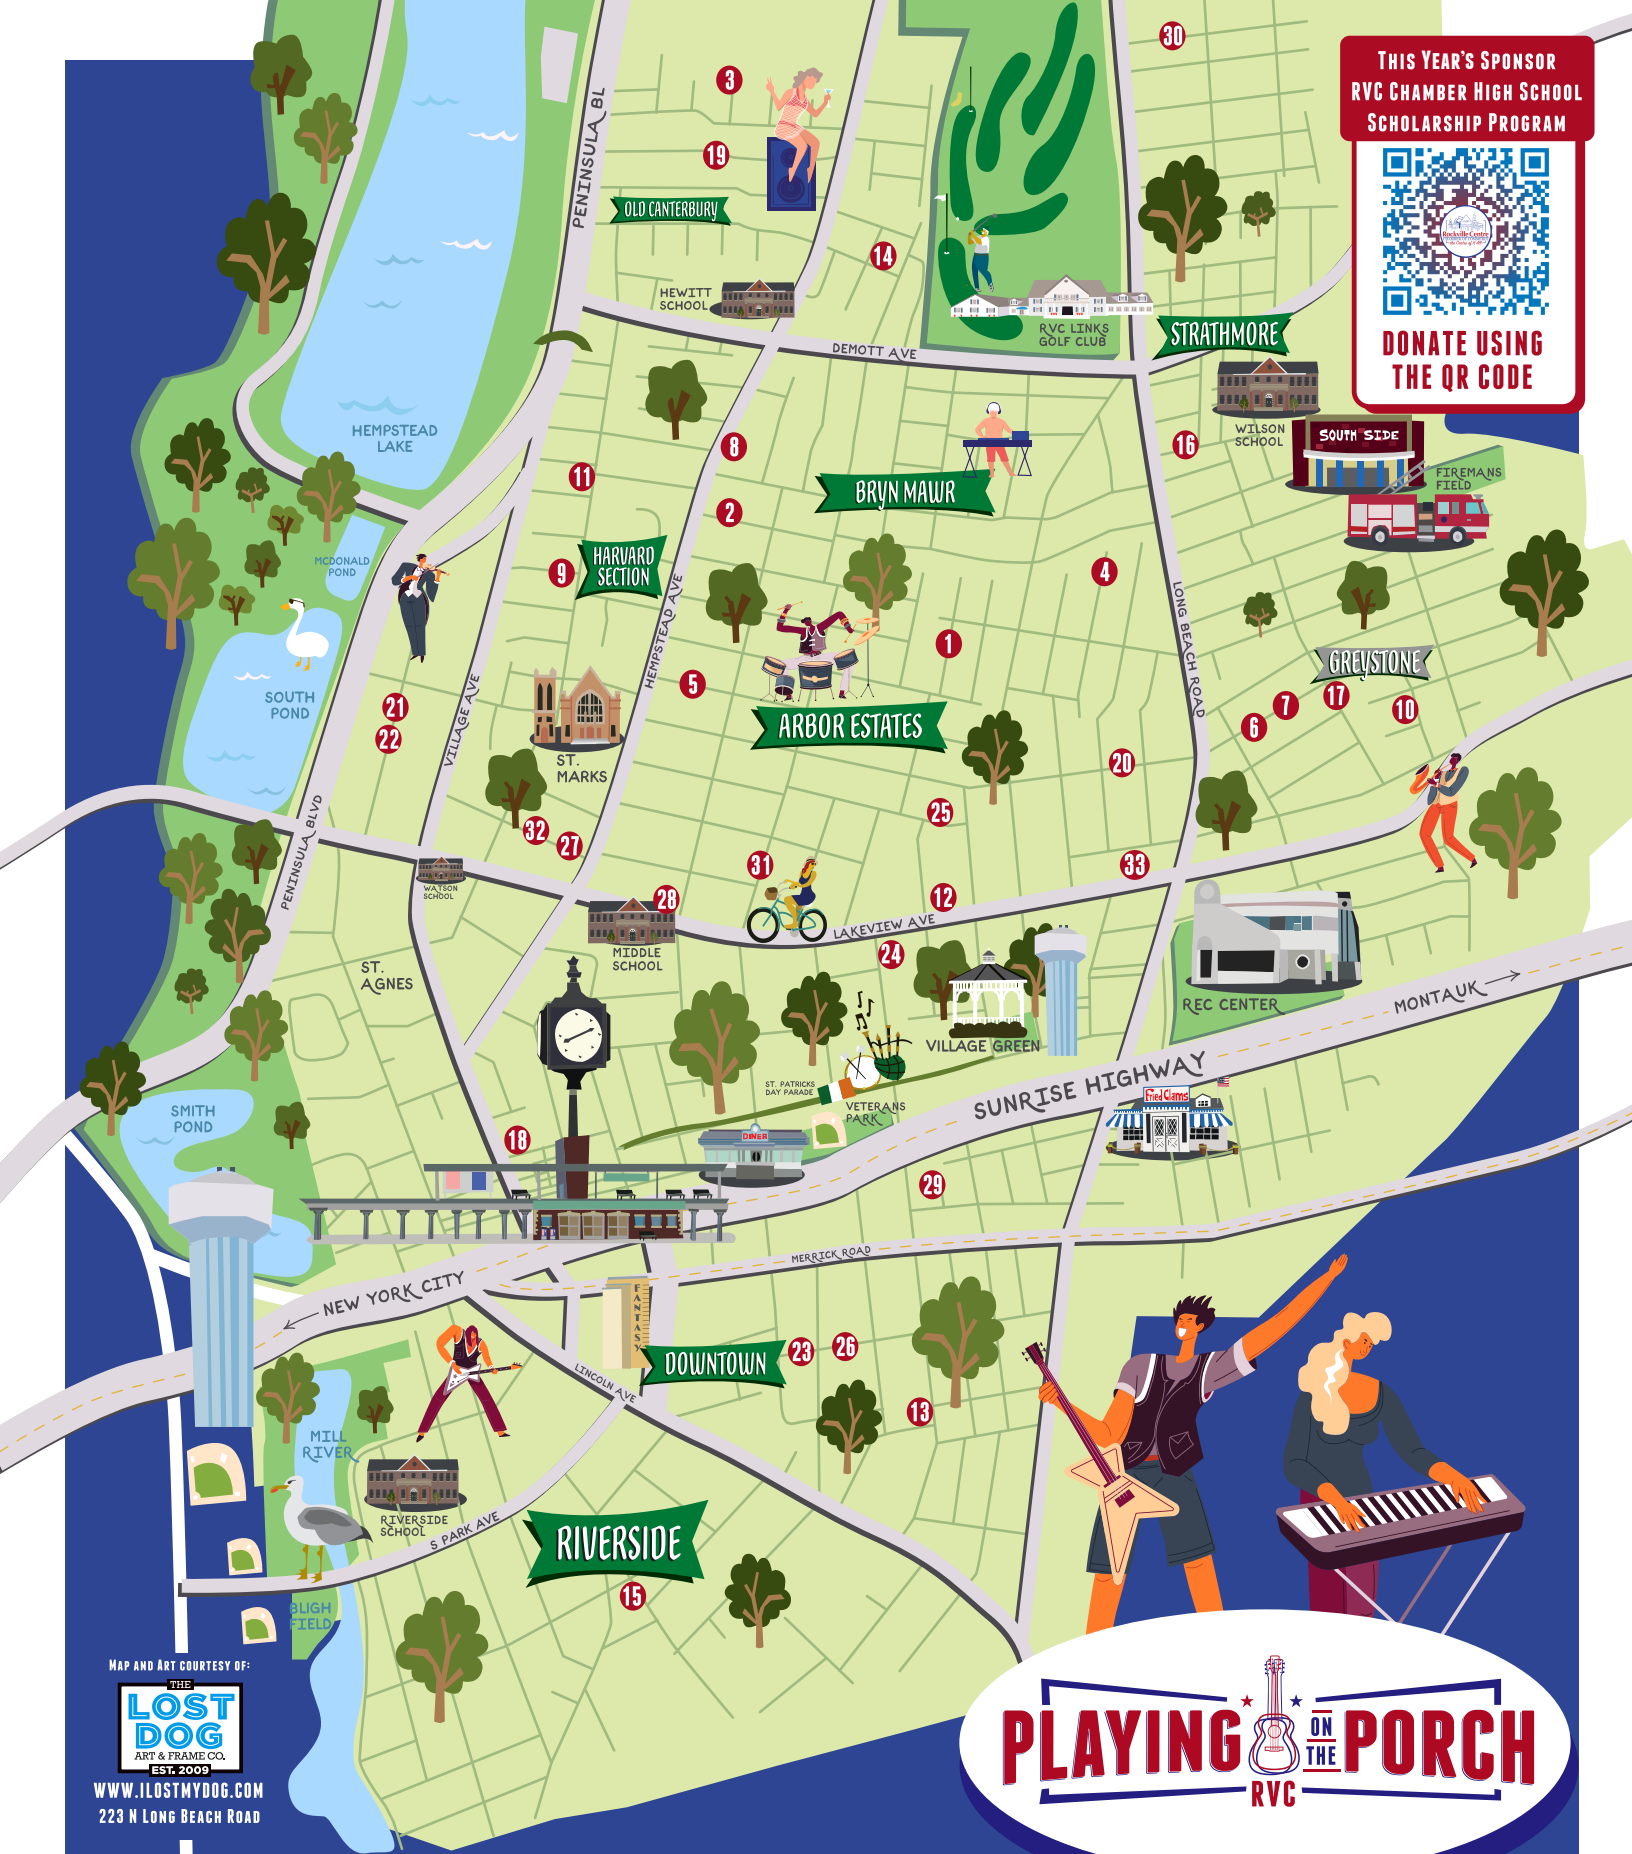 30
THIS YEAR'S SPONSOR
RVC CHAMBER HIGH SCHOOL
SCHOLARSHIP PROGRAM
Rockville Centre
DONATE USING
THE QR CODE
PENINSULA BL
3
19
OLD CANTERBURY
14
HEWITT
SCHOOL
RVC LINKS
GOLF CLUB
STRATHMORE
DEMOTT AVE
WILSON
SCHOOL
SOUTH SIDE
FIREMANS
FIELD
HEMPSTEAD
LAKE
8
16
11
BRYN MAWR
2
MCDONALD
POND
9
HARVARD
SECTION
HEMPSTEAD AVE
4
LONG BEACH ROAD
1
GREYSTONE
5
SOUTH
POND
21
22
VILLAGE AVE
ARBOR ESTATES
17
7
10
6
ST.
MARKS
20
25
PENINSULA BLVD
32
27
31
33
WATSON
SCHOOL
28
12
LAKEVIEW AVE
MIDDLE
SCHOOL
24
ST.
AGNES
REC CENTER
MONTAUK
VILLAGE GREEN
SUNRISE HIGHWAY
ST. PATRICKS
DAY PARADE
VETERANS
PARK
Fried Clams
SMITH
POND
18
DINER
29
MERRICK ROAD
NEW YORK CITY
FANTASY
DOWNTOWN
23
26
LINCOLN AVE
13
MILL
RIVER
RIVERSIDE
SCHOOL
S PARK AVE
RIVERSIDE
15
BLIGH
FIELD
MAP AND ART COURTESY OF:
THE
LOST
DOG
ART & FRAME CO.
EST. 2009
WWW.ILOSTMYDOG.COM
223 N LONG BEACH ROAD
PLAYING ON THE PORCH
RVC